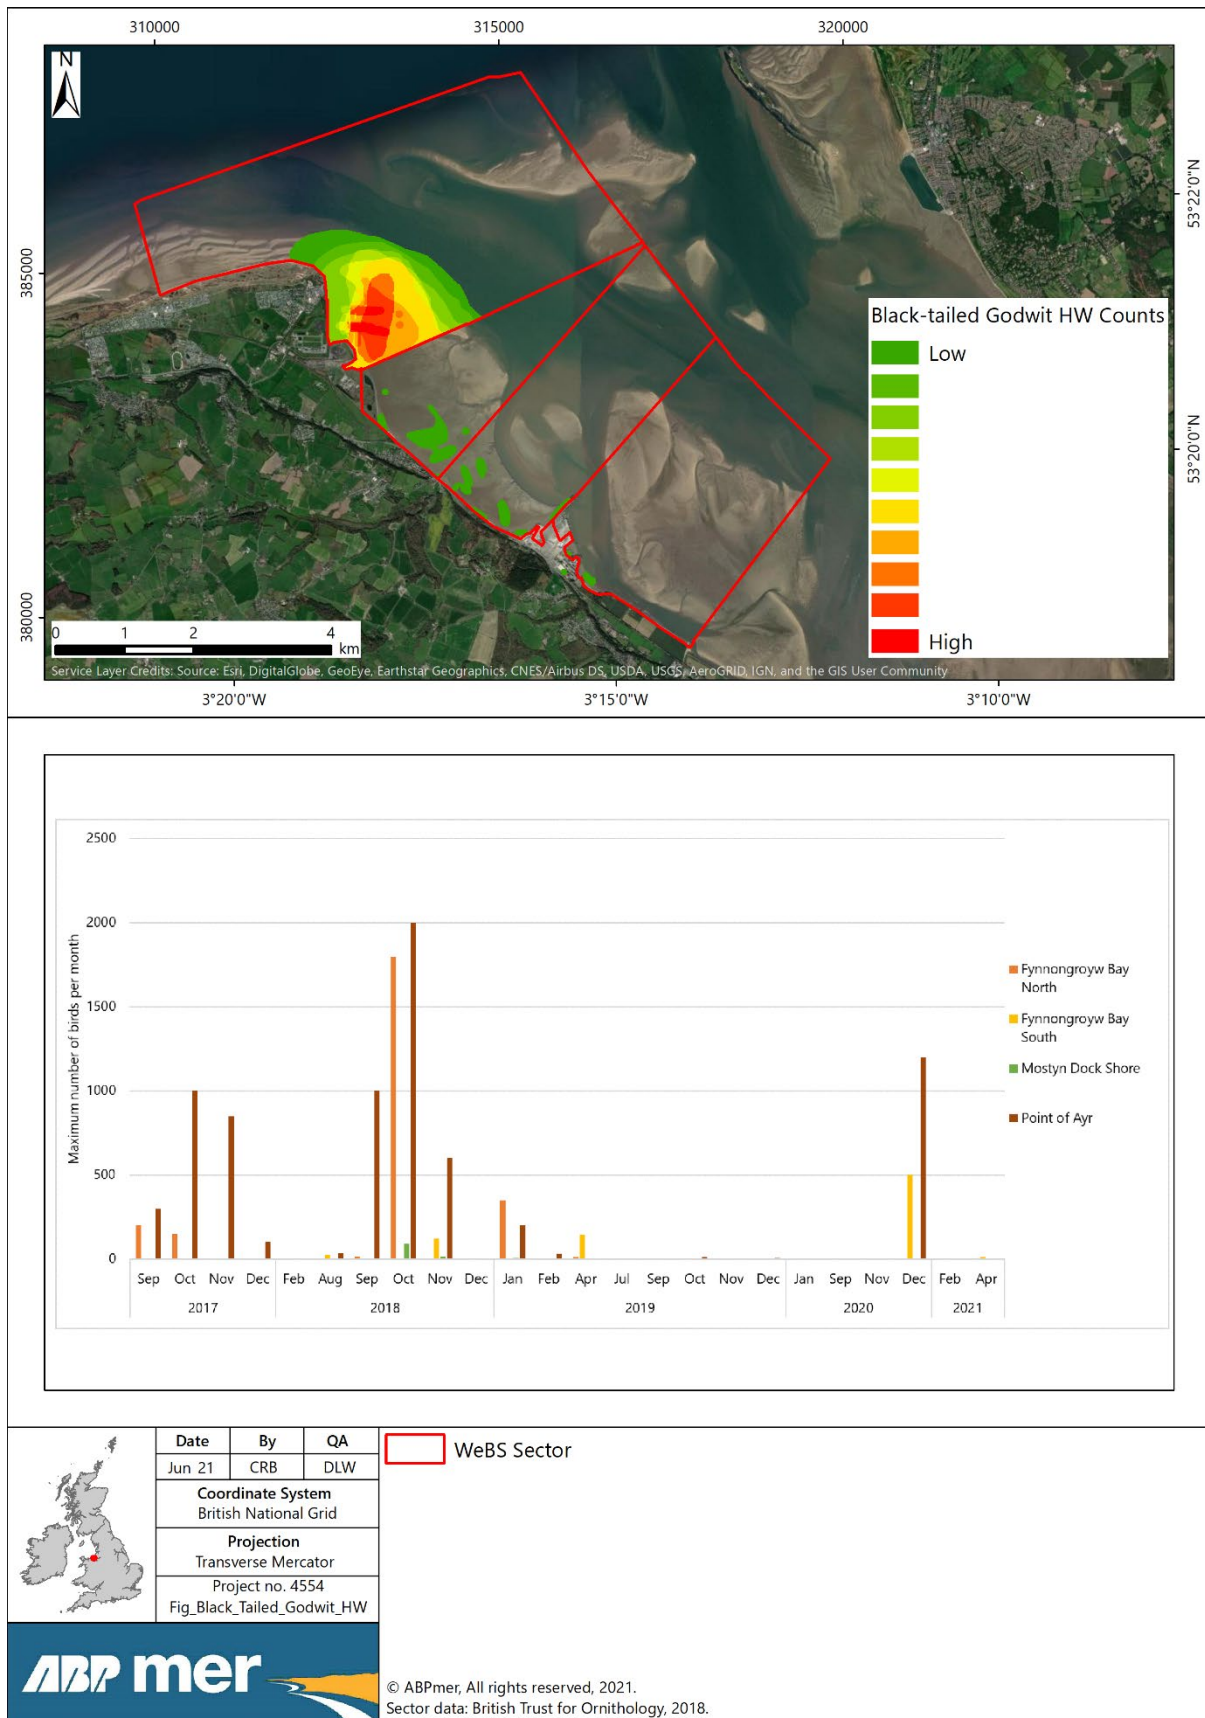 310000
315000
320000
N
385000
380000
53°22'0"N
53°20'0"N
Black-tailed Godwit HW Counts
Low
High
0 1 2 4
km
Service Layer Credits: Source: Esri, DigitalGlobe, GeoEye, Earthstar Geographics, CNES/Airbus DS, USDA, USGS, AeroGRID, IGN, and the GIS User Community
3°20'0"W
3°15'0"W
3°10'0"W
Maximum number of birds per month
2500
2000
1500
1000
500
0
Sep Oct Nov Dec Feb Aug Sep Oct Nov Dec Jan Feb Apr Jul Sep Oct Nov Dec Jan Sep Nov Dec Feb Apr
2017 2018 2019 2020 2021
Fynnongroyw Bay
North
Fynnongroyw Bay
South
Mostyn Dock Shore
Point of Ayr
Date By QA
Jun 21 CRB DLW
Coordinate System
British National Grid
Projection
Transverse Mercator
Project no. 4554
Fig_Black_Tailed_Godwit_HW
ABP mer
WeBS Sector
© ABPmer, All rights reserved, 2021.
Sector data: British Trust for Ornithology, 2018.